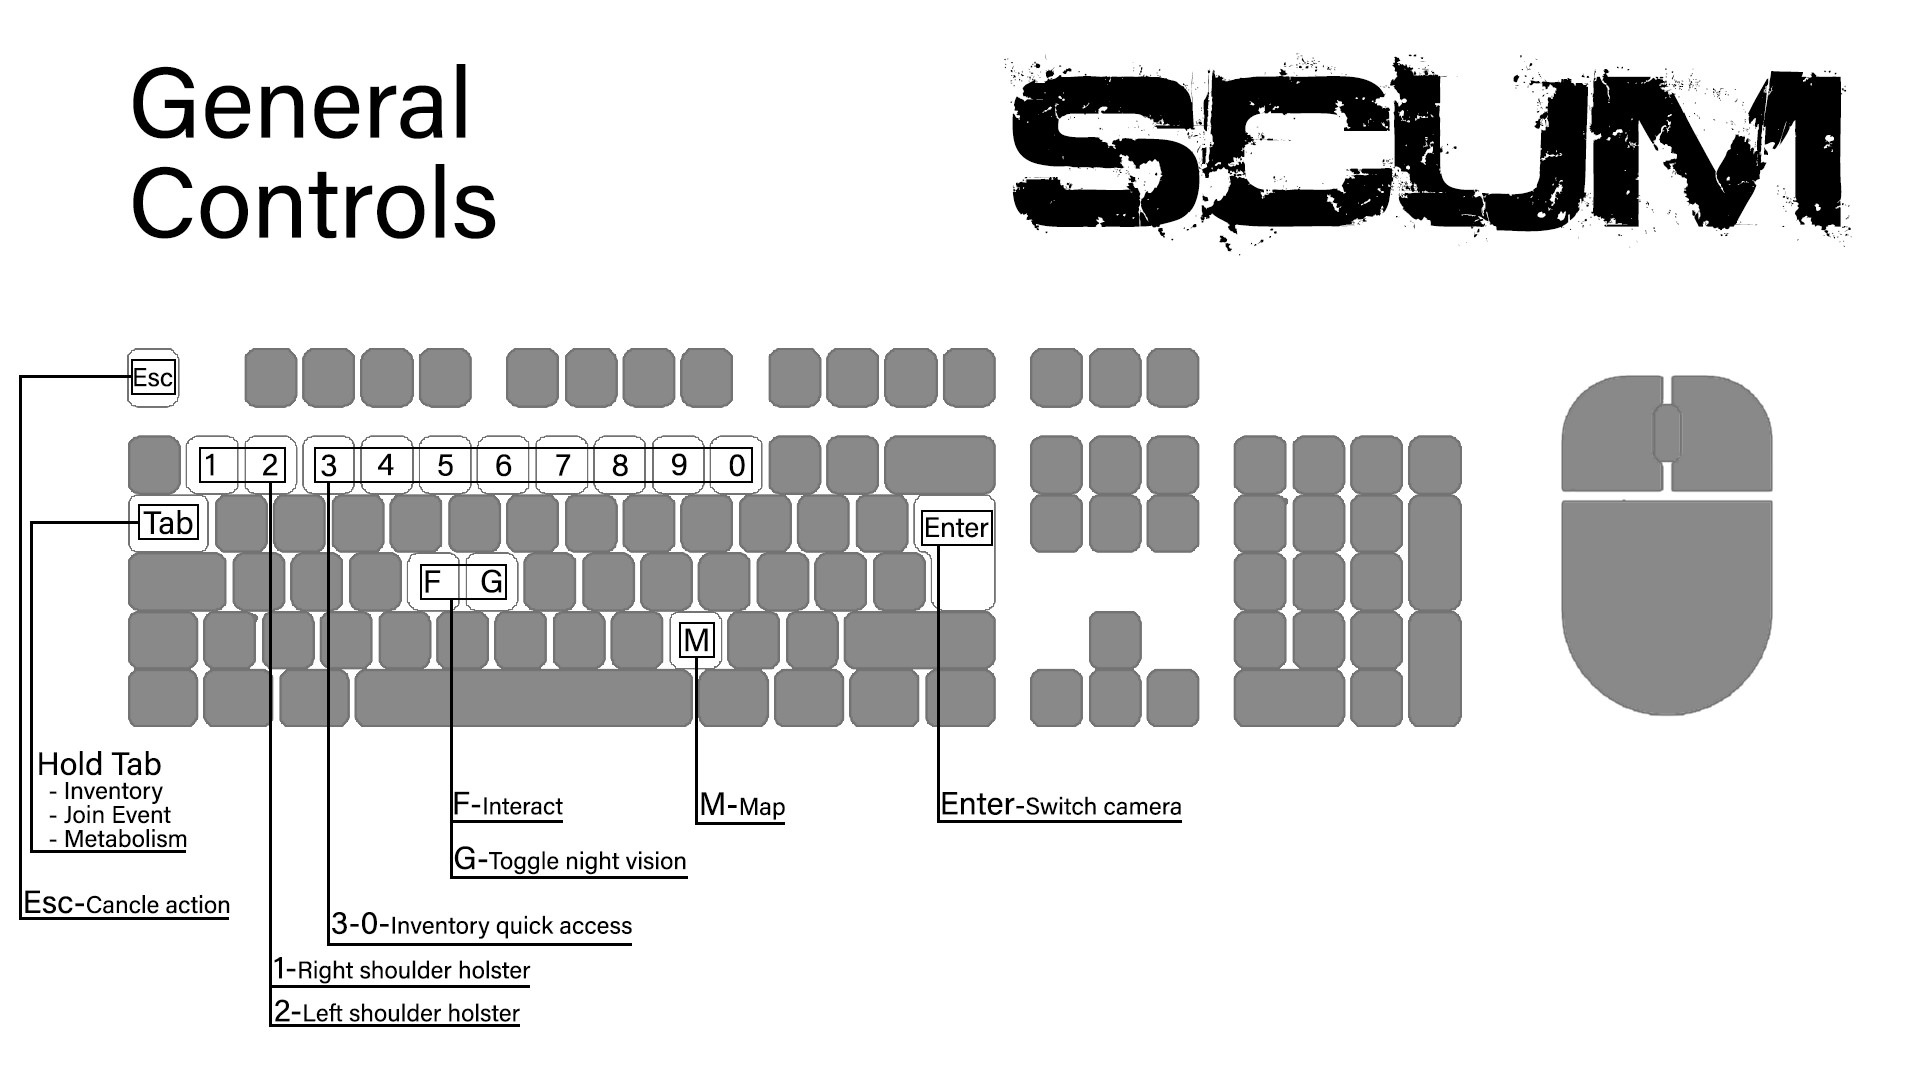 General
Controls
SCUM
Esc
1 2 3 4 5 6 7 8 9 0
Tab
Enter
F G
M
Hold Tab
- Inventory
- Join Event
- Metabolism
F-Interact
M-Map
Enter-Switch camera
G-Toggle night vision
Esc-Cancle action
3-0-Inventory quick access
1-Right shoulder holster
2-Left shoulder holster